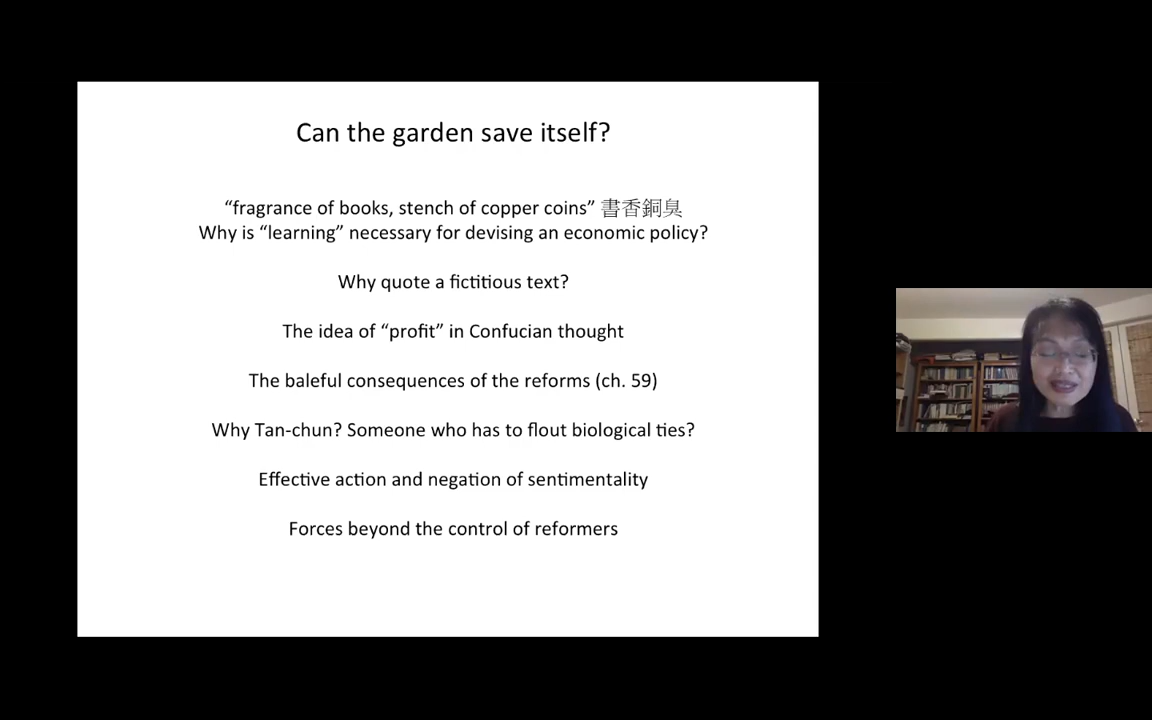 Can the garden save itself?
“fragrance of books, stench of copper coins” 書香銅臭
Why is “learning” necessary for devising an economic policy?
Why quote a fictitious text?
The idea of “profit” in Confucian thought
The baleful consequences of the reforms (ch. 59)
Why Tan-chun? Someone who has to flout biological ties?
Effective action and negation of sentimentality
Forces beyond the control of reformers